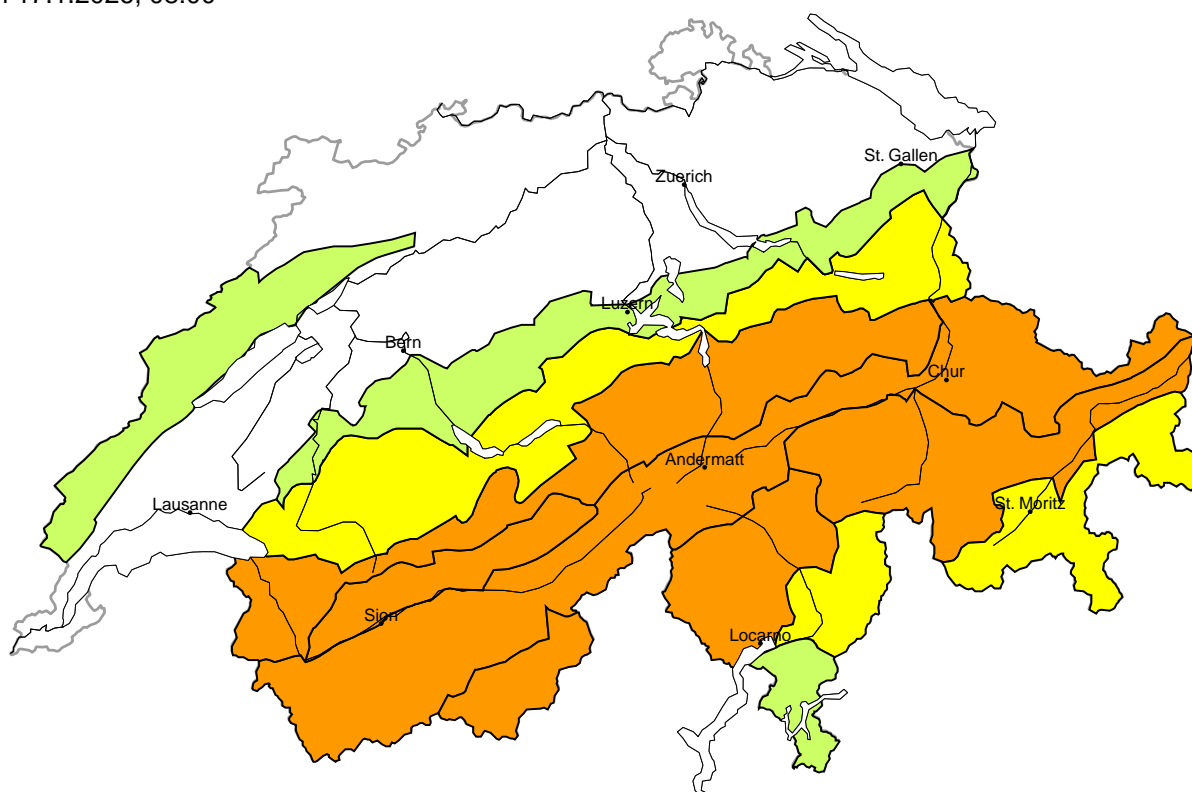 St. Gallen
Zuerich
Luzern
Bern
Chur
Andermatt
Lausanne
St. Moritz
Sion
Locarno